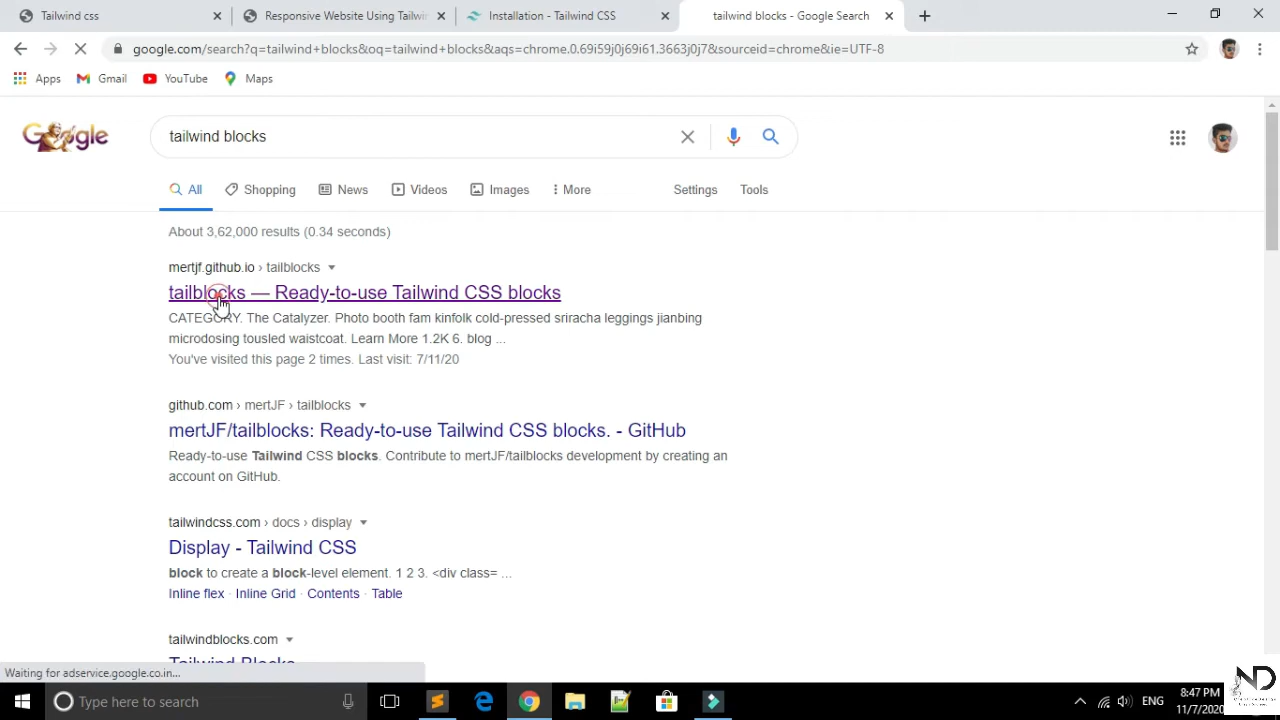 Tailwind css
Responsive Website Using Tailwin
Installation - Tailwind CSS
tailwind blocks - Google Search
google.com/search?q=tailwind+blocks&oq=tailwind+blocks&aqs=chrome.0.69i59j0j69i61.3663j0j7&sourceid=chrome&ie=UTF-8
Apps
Gmail
YouTube
Maps
Google
tailwind blocks
All
Shopping
News
Videos
Images
More
Settings
Tools
About 3,62,000 results (0.34 seconds)
mertjf.github.io › tailblocks
tailblocks — Ready-to-use Tailwind CSS blocks
CATEGORY. The Catalyzer. Photo booth fam kinfolk cold-pressed sriracha leggings jianbing
microdosing tousled waistcoat. Learn More 1.2K 6. blog ...
You've visited this page 2 times. Last visit: 7/11/20
github.com › mertJF › tailblocks
mertJF/tailblocks: Ready-to-use Tailwind CSS blocks. - GitHub
Ready-to-use Tailwind CSS blocks. Contribute to mertJF/tailblocks development by creating an
account on GitHub.
tailwindcss.com › docs › display
Display - Tailwind CSS
block to create a block-level element. 1 2 3. <div class= ...
Inline flex · Inline Grid · Contents · Table
tailwindblocks.com
Tailwind Blocks
Waiting for adservice.google.co.in...
Type here to search
ENG
8:47 PM
11/7/2020
ND